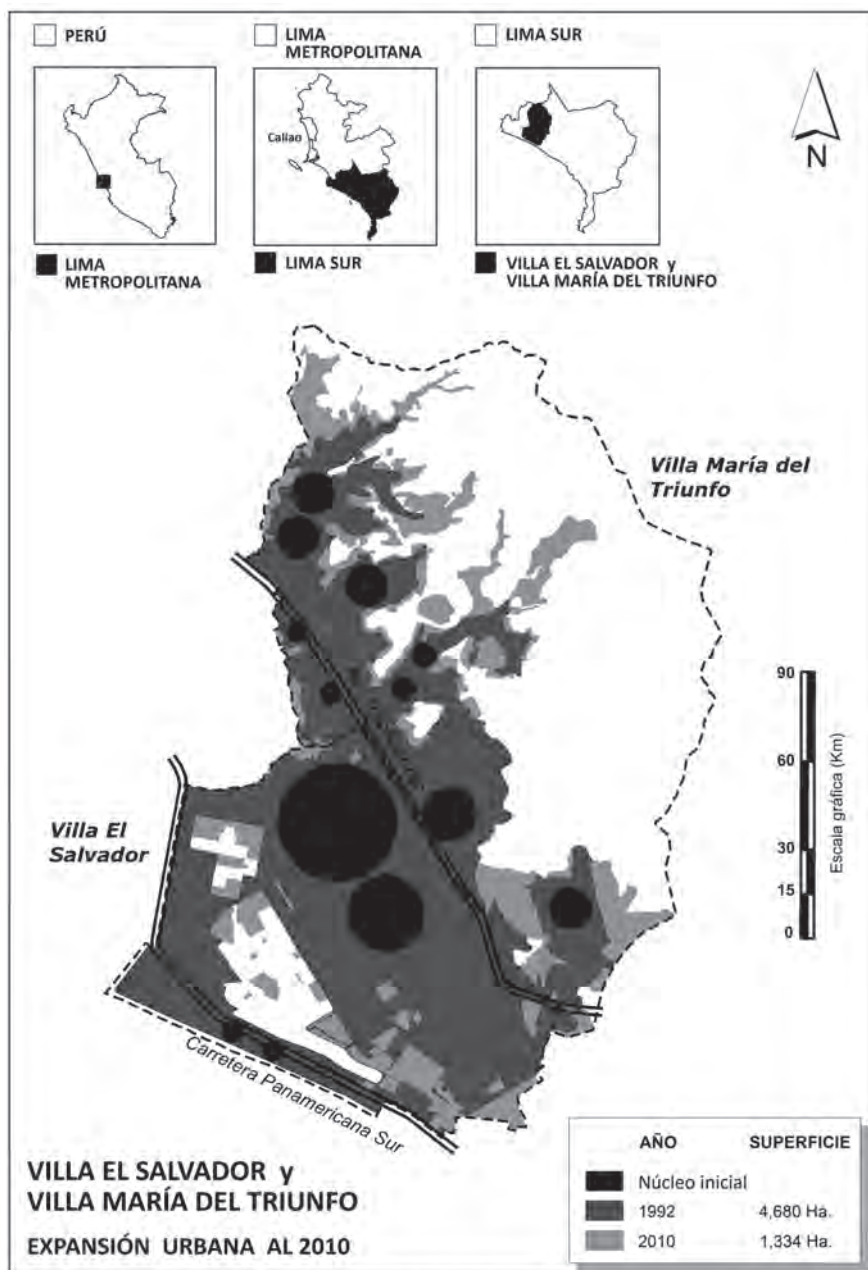 PERÚ
LIMA
METROPOLITANA
LIMA SUR
Callao
N
LIMA
METROPOLITANA
LIMA SUR
VILLA EL SALVADOR y
VILLA MARÍA DEL TRIUNFO
Villa María del
Triunfo
90
60
30
15
0
Escala gráfica (Km)
Villa El
Salvador
Carretera Panamericana Sur
VILLA EL SALVADOR y
VILLA MARÍA DEL TRIUNFO
EXPANSIÓN URBANA AL 2010
AÑO SUPERFICIE
Núcleo inicial
1992 4,680 Ha.
2010 1,334 Ha.